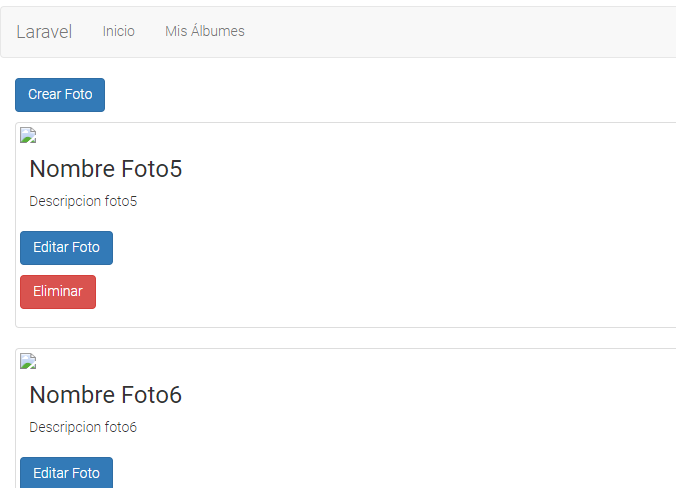 Laravel Inicio Mis Álbumes
Crear Foto
Nombre Foto5
Descripcion foto5
Editar Foto
Eliminar
Nombre Foto6
Descripcion foto6
Editar Foto